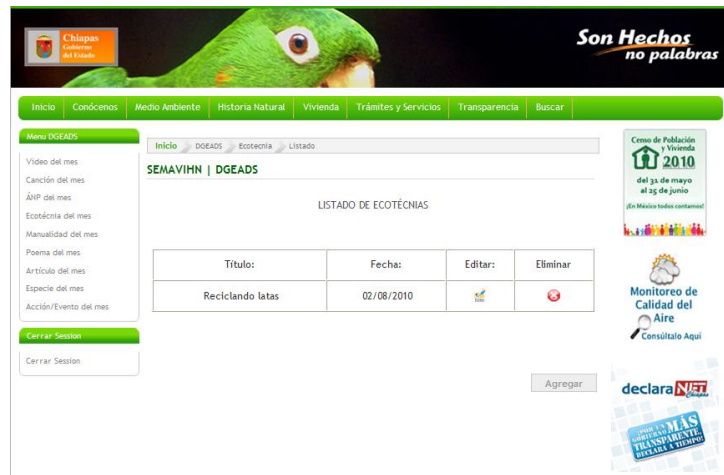 Chiapas
Gobierno
del Estado
Son Hechos
no palabras
Inicio Conócenos Medio Ambiente Historia Natural Vivienda Trámites y Servicios Transparencia Buscar
Menu DGEADS
Video del mes
Canción del mes
ÁNP del mes
Ecotécnia del mes
Manualidad del mes
Poema del mes
Artículo del mes
Especie del mes
Acción/Evento del mes
Cerrar Session
Cerrar Session
Inicio DGEADS Ecotecnia Listado
SEMAVIHN | DGEADS
LISTADO DE ECOTÉCNIAS
Título: Fecha: Editar: Eliminar
Reciclando latas 02/08/2010
Agregar
Censo de Población
y Vivienda
2010
del 31 de mayo
al 25 de junio
¡En México todos contamos!
Monitoreo de
Calidad del
Aire
Consúltalo Aquí
declaraNET
Chiapas
¡POR UN
GOBIERNO MÁS
TRANSPARENTE,
DECLARA A TIEMPO!